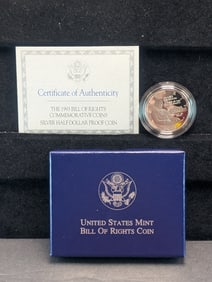 Certificate of Authenticity
THE 1993 BILL OF RIGHTS
COMMEMORATIVE COINS
SILVER HALF DOLLAR PROOF COIN
UNITED STATES MINT
BILL OF RIGHTS COIN